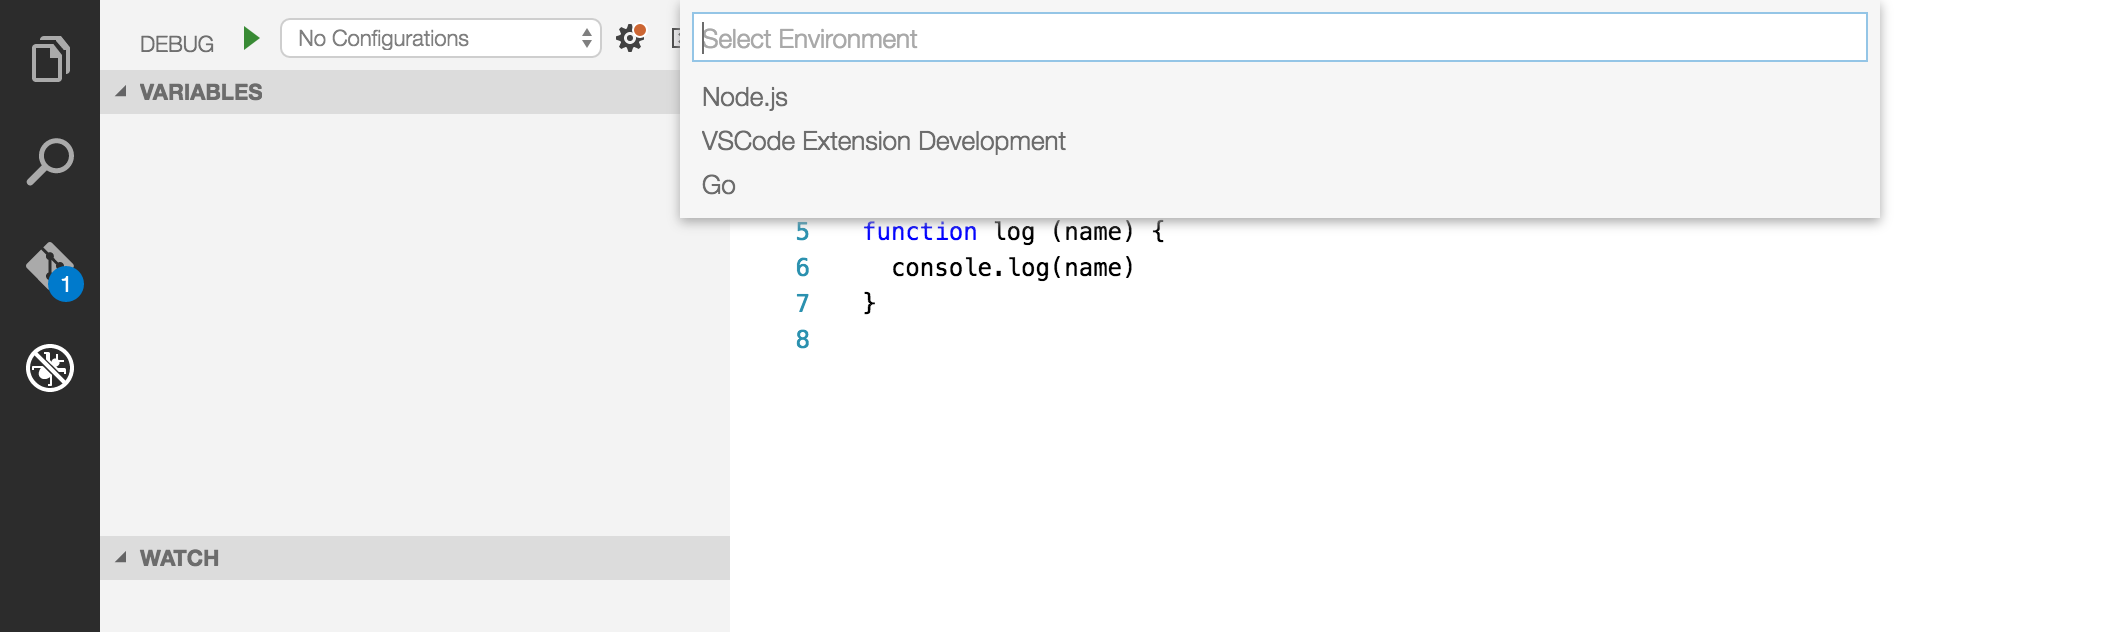 DEBUG
No Configurations
Select Environment
VARIABLES
Node.js
VSCode Extension Development
Go
5 function log (name) {
6 console.log(name)
7 }
8
1
WATCH